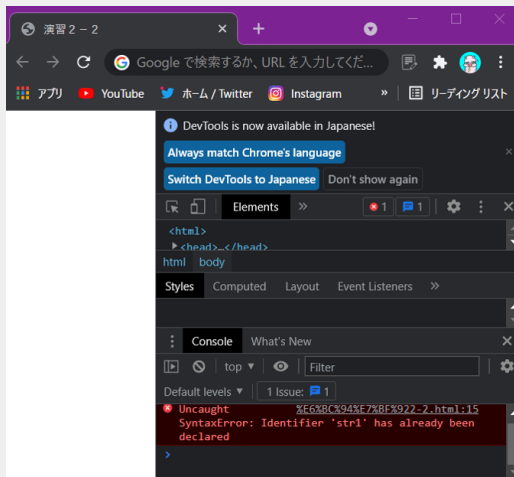 演習２－２
Google で検索するか、URL を入力してくだ...
アプリ YouTube ホーム / Twitter Instagram » リーディング リスト
DevTools is now available in Japanese!
Always match Chrome's language
Switch DevTools to Japanese Don't show again
Elements » 1 1
<html>
<head>…</head>
html body
Styles Computed Layout Event Listeners »
Console What's New
top ▼ Filter
Default levels ▼ 1 Issue: 1
Uncaught %E6%BC%94%E7%BF%922-2.html:15
SyntaxError: Identifier 'str1' has already been
declared